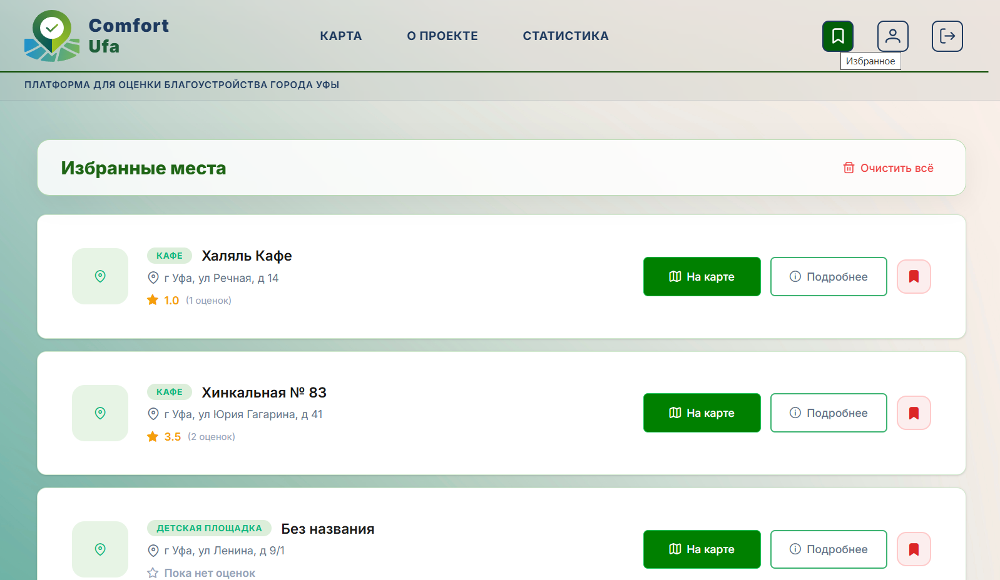 Comfort
Ufa
КАРТА О ПРОЕКТЕ СТАТИСТИКА
Избранное
ПЛАТФОРМА ДЛЯ ОЦЕНКИ БЛАГОУСТРОЙСТВА ГОРОДА УФЫ
Избранные места Очистить всё
КАФЕ Халяль Кафе
г Уфа, ул Речная, д 14
1.0 (1 оценок)
На карте Подробнее
КАФЕ Хинкальная № 83
г Уфа, ул Юрия Гагарина, д 41
3.5 (2 оценок)
На карте Подробнее
ДЕТСКАЯ ПЛОЩАДКА Без названия
г Уфа, ул Ленина, д 9/1
Пока нет оценок
На карте Подробнее